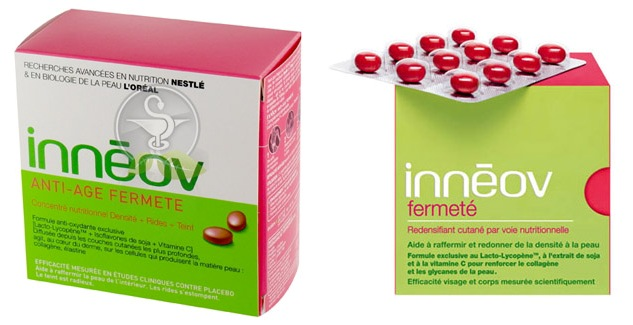 RECHERCHES AVANCÉES EN NUTRITION NESTLÉ
& EN BIOLOGIE DE LA PEAU L'ORÉAL
innēov
ANTI-AGE FERMETE
Concentré nutritionnel Densité - Rides - Teint
Formule anti-oxydante exclusive
[Lacto-Lycopène™ + Isoflavones de soja + Vitamine C]
Diffusée depuis les couches cutanées les plus profondes,
agit, au cœur du derme, sur les cellules qui produisent la matière peau :
collagène, élastine.
EFFICACITÉ MESURÉE EN ÉTUDES CLINIQUES CONTRE PLACEBO
Aide à raffermir la peau de l'intérieur. Les rides s'estompent.
Le teint est radieux.
innēov
fermeté
Redensifiant cutané par voie nutritionnelle
Aide à raffermir et redonner de la densité à la peau
Formule exclusive au Lacto-Lycopène™, à l'extrait de soja
et à la vitamine C pour renforcer le collagène
et les glycanes de la peau.
Efficacité visage et corps mesurée scientifiquement